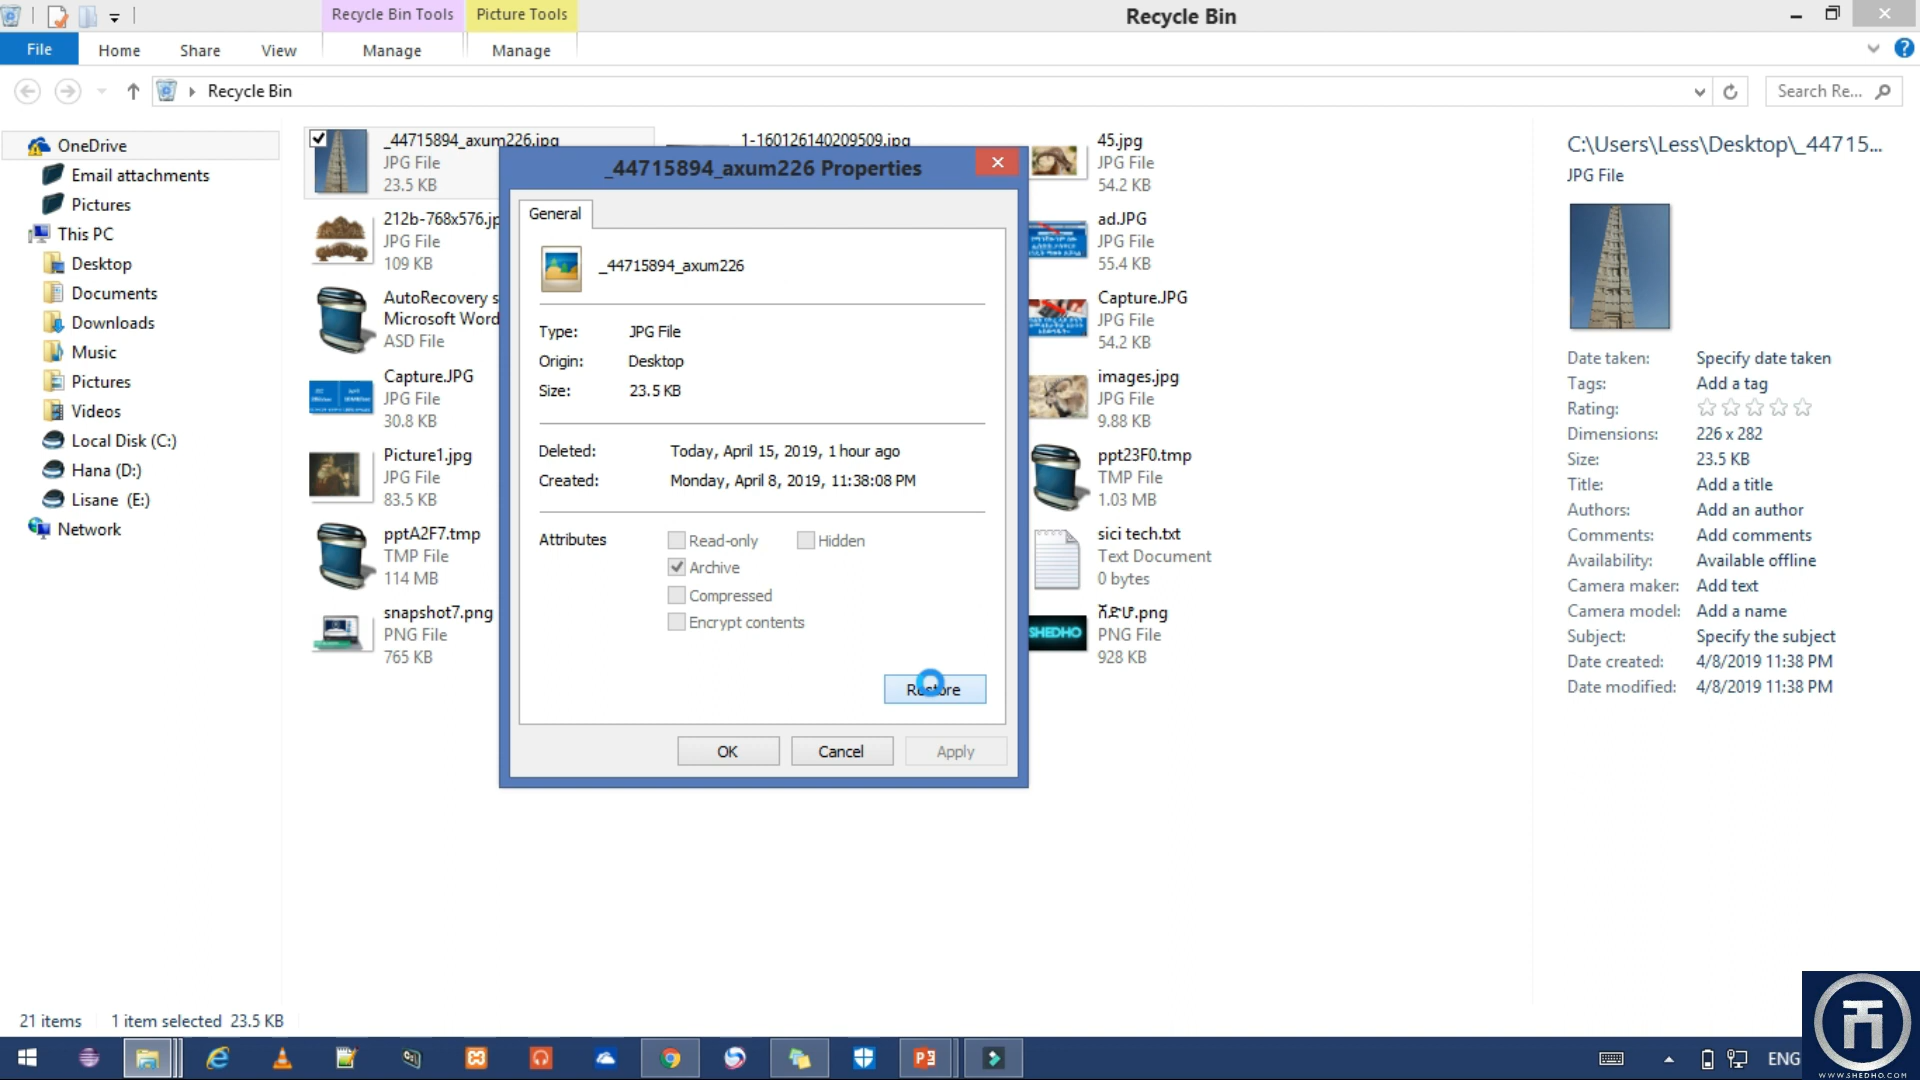 Recycle Bin Tools
Picture Tools
Recycle Bin
File
Home
Share
View
Manage
Manage
Recycle Bin
Search Re...
OneDrive
Email attachments
Pictures
This PC
Desktop
Documents
Downloads
Music
Pictures
Videos
Local Disk (C:)
Hana (D:)
Lisane (E:)
Network
_44715894_axum226.jpg
JPG File
23.5 KB
212b-768x576.jp
JPG File
109 KB
AutoRecovery s
Microsoft Word
ASD File
Capture.JPG
JPG File
30.8 KB
Picture1.jpg
JPG File
83.5 KB
pptA2F7.tmp
TMP File
114 MB
snapshot7.png
PNG File
765 KB
1-160126140209509.jpg
_44715894_axum226 Properties
General
_44715894_axum226
Type: JPG File
Origin: Desktop
Size: 23.5 KB
Deleted: Today, April 15, 2019, 1 hour ago
Created: Monday, April 8, 2019, 11:38:08 PM
Attributes
Read-only
Hidden
Archive
Compressed
Encrypt contents
Restore
OK
Cancel
Apply
45.jpg
JPG File
54.2 KB
ad.JPG
JPG File
55.4 KB
Capture.JPG
JPG File
54.2 KB
images.jpg
JPG File
9.88 KB
ppt23F0.tmp
TMP File
1.03 MB
sici tech.txt
Text Document
0 bytes
SHEDHO
ሸድሆ.png
PNG File
928 KB
C:\Users\Less\Desktop\_44715...
JPG File
Date taken: Specify date taken
Tags: Add a tag
Rating:
Dimensions: 226 x 282
Size: 23.5 KB
Title: Add a title
Authors: Add an author
Comments: Add comments
Availability: Available offline
Camera maker: Add text
Camera model: Add a name
Subject: Specify the subject
Date created: 4/8/2019 11:38 PM
Date modified: 4/8/2019 11:38 PM
21 items
1 item selected 23.5 KB
ENG
WWW.SHEDHO.COM